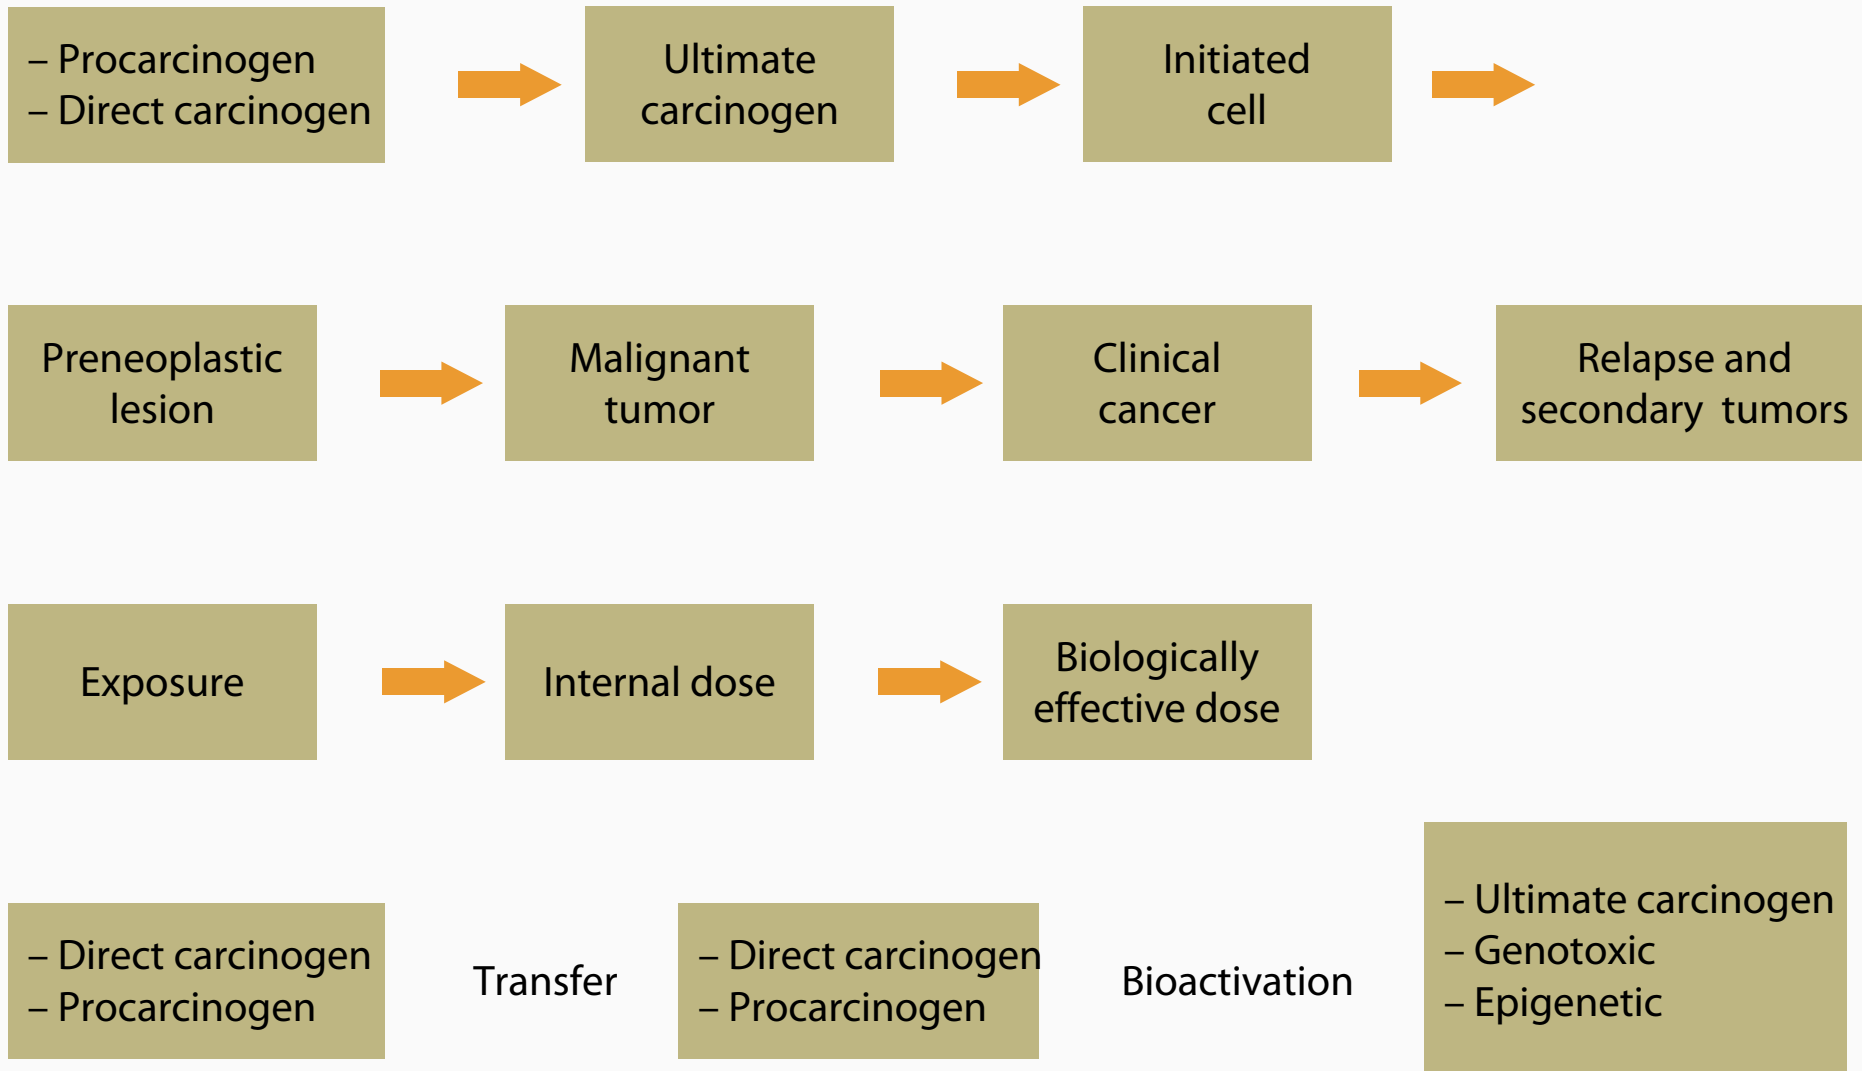 – Procarcinogen
– Direct carcinogen
Ultimate
carcinogen
Initiated
cell
Preneoplastic
lesion
Malignant
tumor
Clinical
cancer
Relapse and
secondary tumors
Exposure
Internal dose
Biologically
effective dose
– Direct carcinogen
– Procarcinogen
Transfer
– Direct carcinogen
– Procarcinogen
Bioactivation
– Ultimate carcinogen
– Genotoxic
– Epigenetic